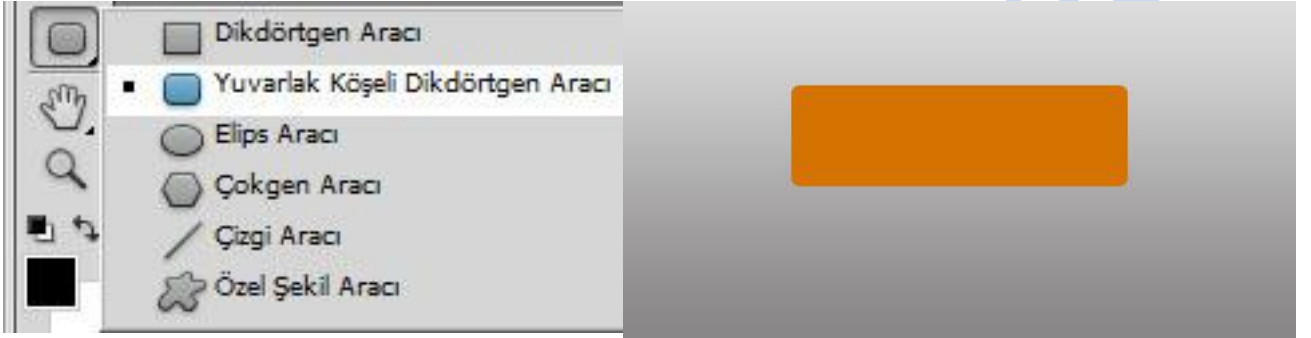 Dikdörtgen Aracı
Yuvarlak Köşeli Dikdörtgen Aracı
Elips Aracı
Çokgen Aracı
Çizgi Aracı
Özel Şekil Aracı